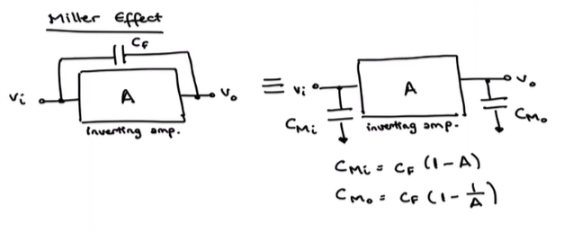 Miller Effect
CF
Vi
A
Vo
inverting amp.
≡
Vi
A
Vo
CMi
inverting amp.
CMo
CMi = CF (1 - A)
CMo = CF (1 - 1/A)